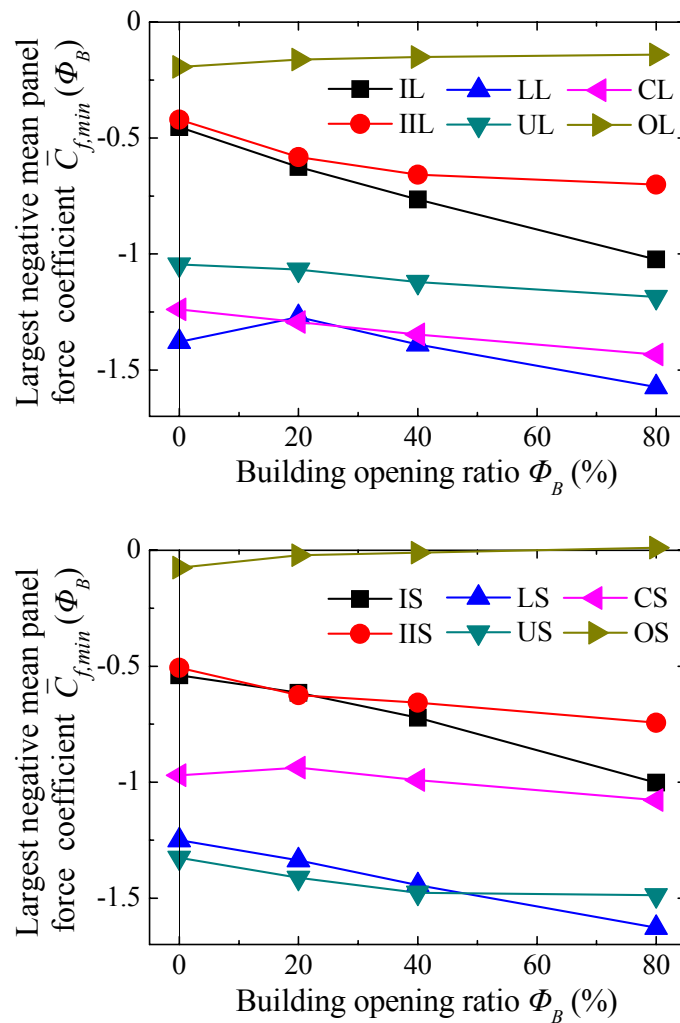 Largest negative mean panel
force coefficient C̄f,min (ΦB)
0
-0.5
-1
-1.5
IL LL CL
IIL UL OL
0 20 40 60 80
Building opening ratio ΦB (%)
Largest negative mean panel
force coefficient C̄f,min (ΦB)
0
-0.5
-1
-1.5
IS LS CS
IIS US OS
0 20 40 60 80
Building opening ratio ΦB (%)